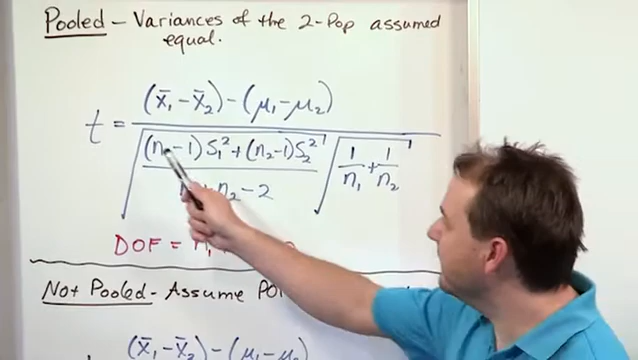 Pooled – Variances of the 2-Pop assumed
equal.
t = (x̄₁ - x̄₂) - (μ₁ - μ₂)
√((n - 1) S₁² + (n₂ - 1) S₂² / n₂ - 2) √(1/n₁ + 1/n₂)
DOF = n₁
Not Pooled - Assume
(x̄₁ - x̄₂) - (μ₁ - μ₂)